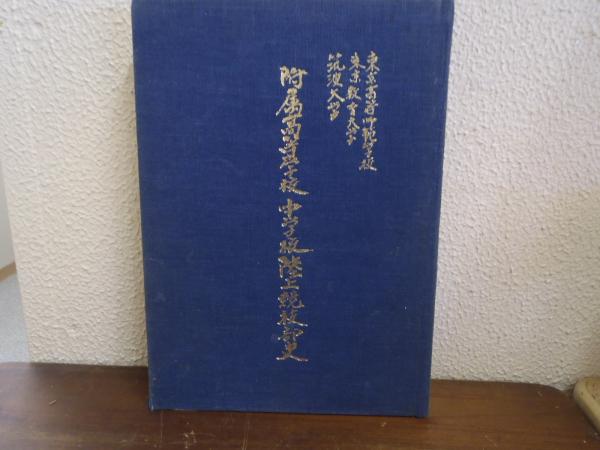 東京高等師範学校
東京教育大学
筑波大学
附属高等学校 中学校陸上競技部史